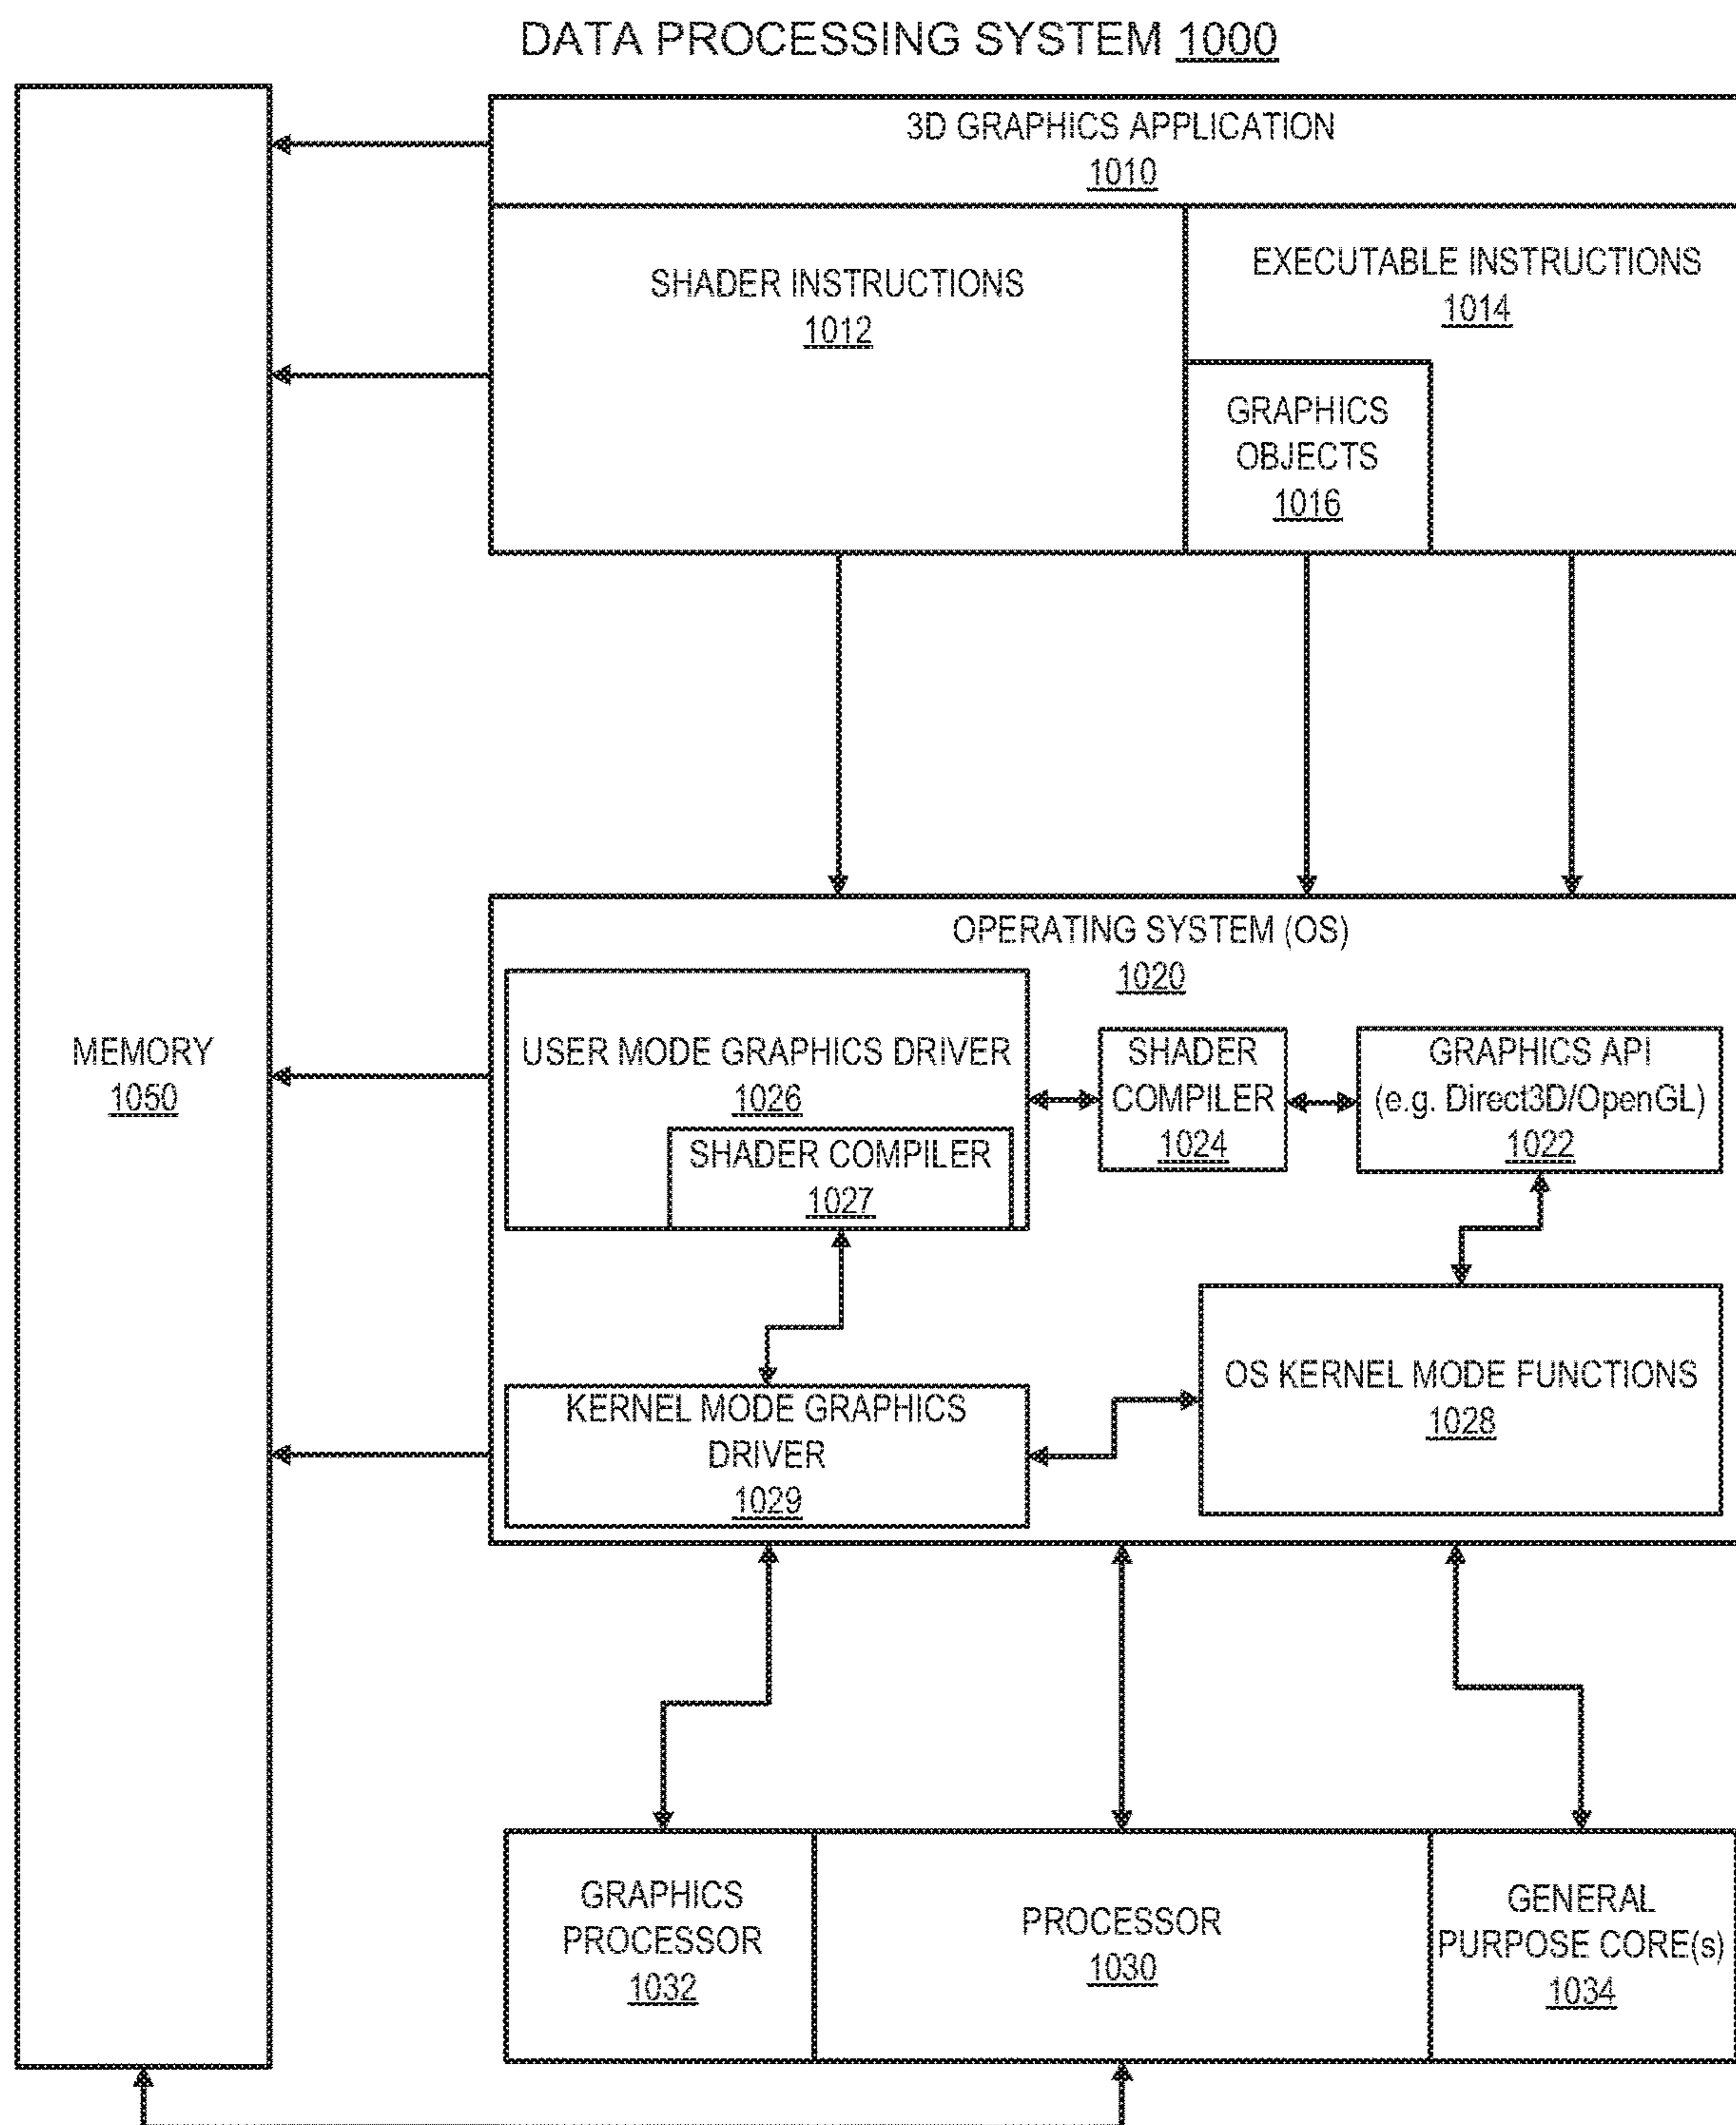 DATA PROCESSING SYSTEM 1000
3D GRAPHICS APPLICATION
1010
SHADER INSTRUCTIONS
1012
EXECUTABLE INSTRUCTIONS
1014
GRAPHICS
OBJECTS
1016
OPERATING SYSTEM (OS)
1020
MEMORY
1050
USER MODE GRAPHICS DRIVER
1026
SHADER COMPILER
1027
SHADER
COMPILER
1024
GRAPHICS API
(e.g. Direct3D/OpenGL)
1022
KERNEL MODE GRAPHICS
DRIVER
1029
OS KERNEL MODE FUNCTIONS
1028
GRAPHICS
PROCESSOR
1032
PROCESSOR
1030
GENERAL
PURPOSE CORE(s)
1034